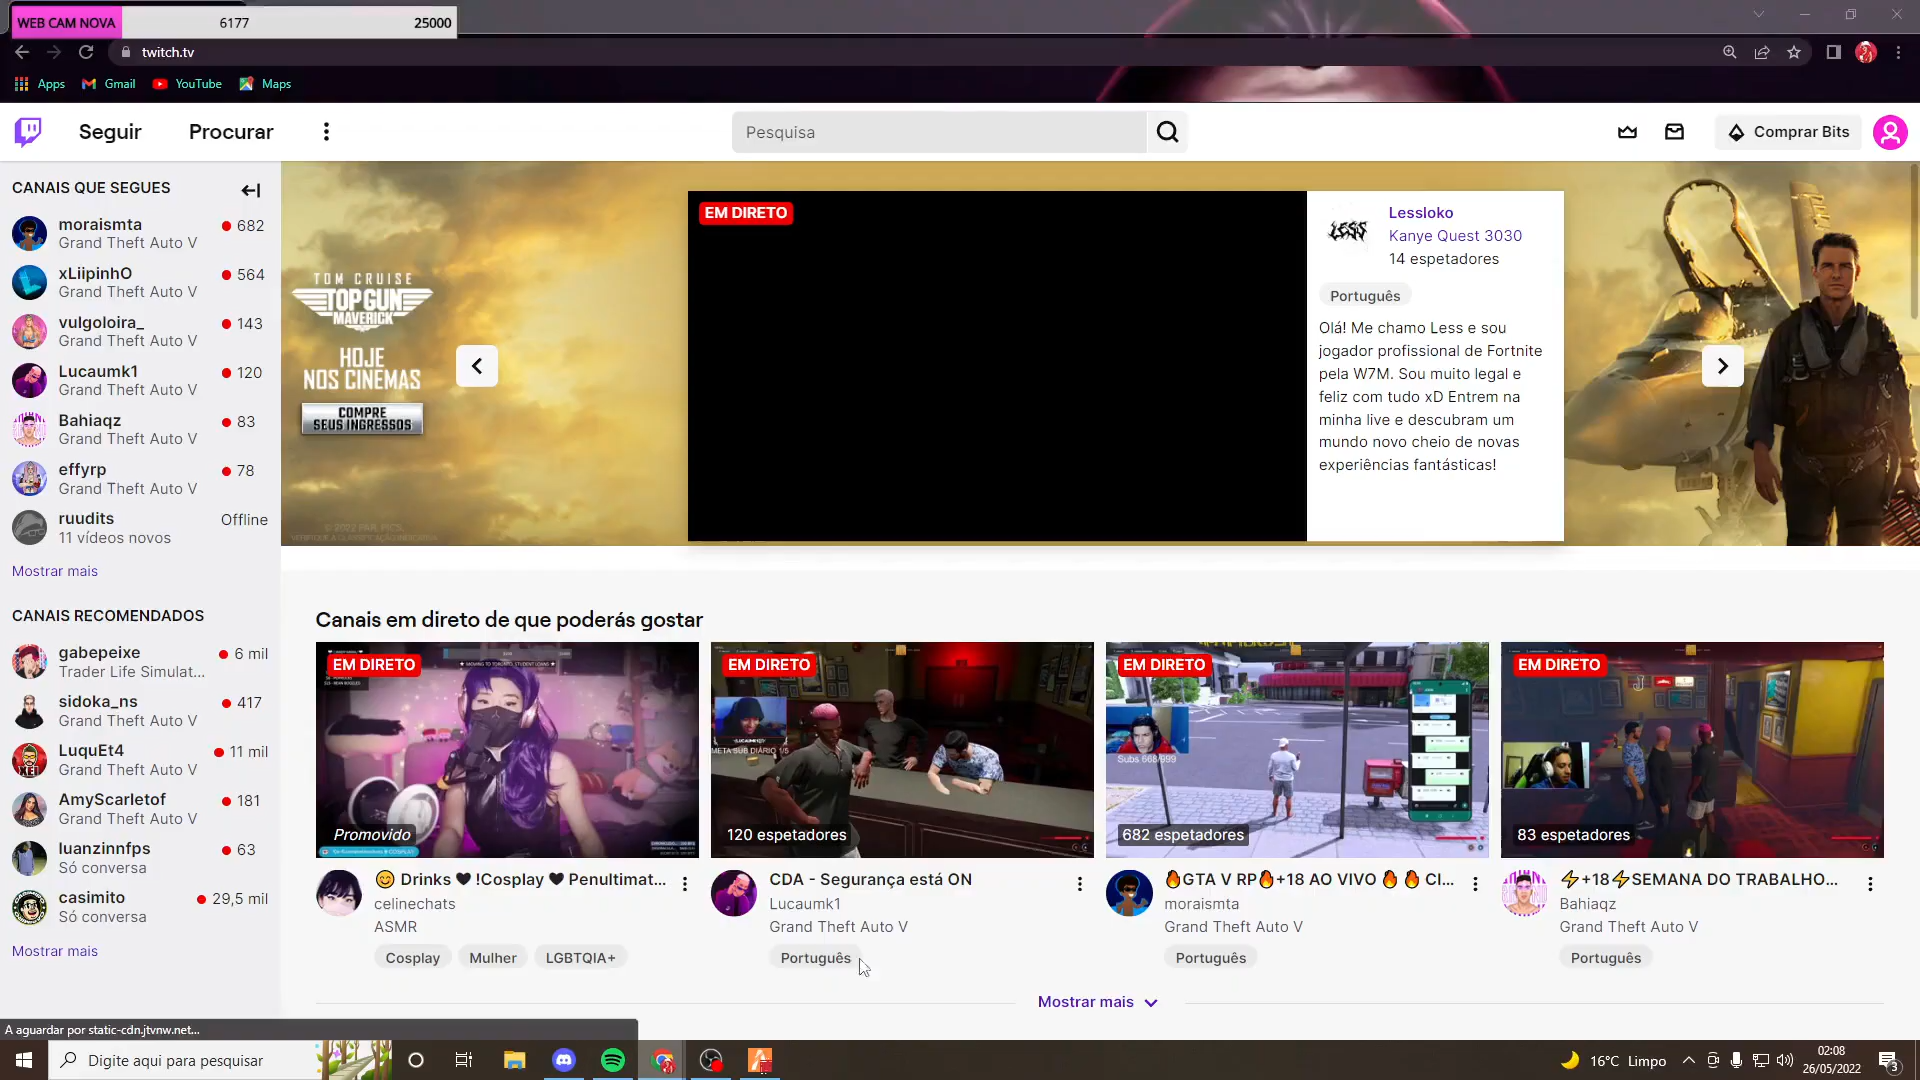 WEB CAM NOVA 6177 25000
twitch.tv
Apps Gmail YouTube Maps
Seguir Procurar Pesquisa Comprar Bits
CANAIS QUE SEGUES
moraismta 682
Grand Theft Auto V
xLiipinhO 564
Grand Theft Auto V
vulgoloira_ 143
Grand Theft Auto V
Lucaumk1 120
Grand Theft Auto V
Bahiaqz 83
Grand Theft Auto V
effyrp 78
Grand Theft Auto V
ruudits Offline
11 vídeos novos
Mostrar mais
CANAIS RECOMENDADOS
gabepeixe 6 mil
Trader Life Simulat...
sidoka_ns 417
Grand Theft Auto V
LuquEt4 11 mil
Grand Theft Auto V
AmyScarletof 181
Grand Theft Auto V
luanzinnfps 63
Só conversa
casimito 29,5 mil
Só conversa
Mostrar mais
TOM CRUISE
TOP GUN
MAVERICK
HOJE
NOS CINEMAS
COMPRE
SEUS INGRESSOS
EM DIRETO
LESS
Lessloko
Kanye Quest 3030
14 espetadores
Português
Olá! Me chamo Less e sou
jogador profissional de Fortnite
pela W7M. Sou muito legal e
feliz com tudo xD Entrem na
minha live e descubram um
mundo novo cheio de novas
experiências fantásticas!
Canais em direto de que poderás gostar
EM DIRETO
Promovido
😊 Drinks ♥ !Cosplay ♥ Penultimat...
celinechats
ASMR
Cosplay Mulher LGBTQIA+
EM DIRETO
META SUB DIÁRIO 1/5
120 espetadores
CDA - Segurança está ON
Lucaumk1
Grand Theft Auto V
Português
EM DIRETO
Subs 668/999
682 espetadores
🔥GTA V RP🔥+18 AO VIVO 🔥 🔥 CI...
moraismta
Grand Theft Auto V
Português
EM DIRETO
83 espetadores
⚡+18⚡SEMANA DO TRABALHO...
Bahiaqz
Grand Theft Auto V
Português
Mostrar mais
A aguardar por static-cdn.jtvnw.net...
Digite aqui para pesquisar
16°C Limpo
02:08
26/05/2022
3